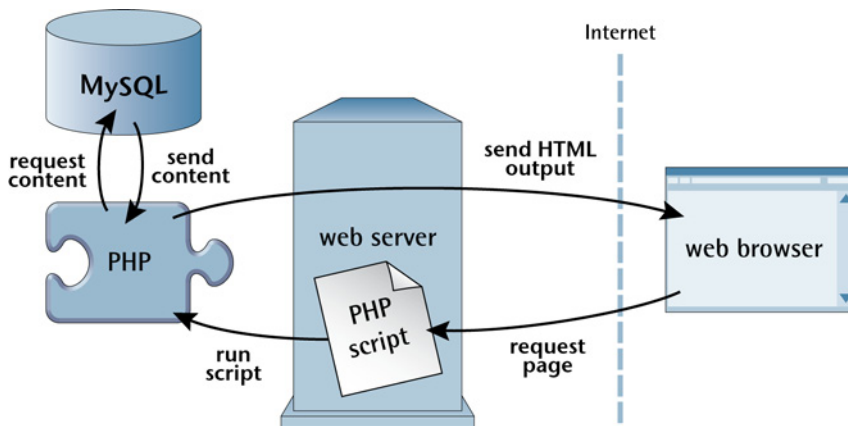 Internet
MySQL
request
content
send
content
send HTML
output
PHP
web server
web browser
PHP
script
run
script
request
page